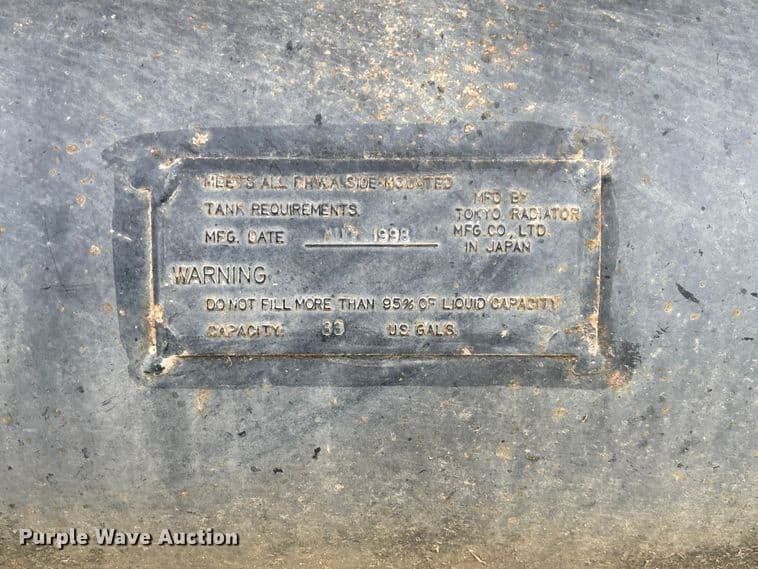 MEETS ALL FHWA SIDE-MOUNTED
TANK REQUIREMENTS.
MFG. DATE AUG. 1998
MFD BY
TOKYO RADIATOR
MFG.CO., LTD.
IN JAPAN
WARNING
DO NOT FILL MORE THAN 95% OF LIQUID CAPACITY
CAPACITY: 33 U.S. GALS.
Purple Wave Auction